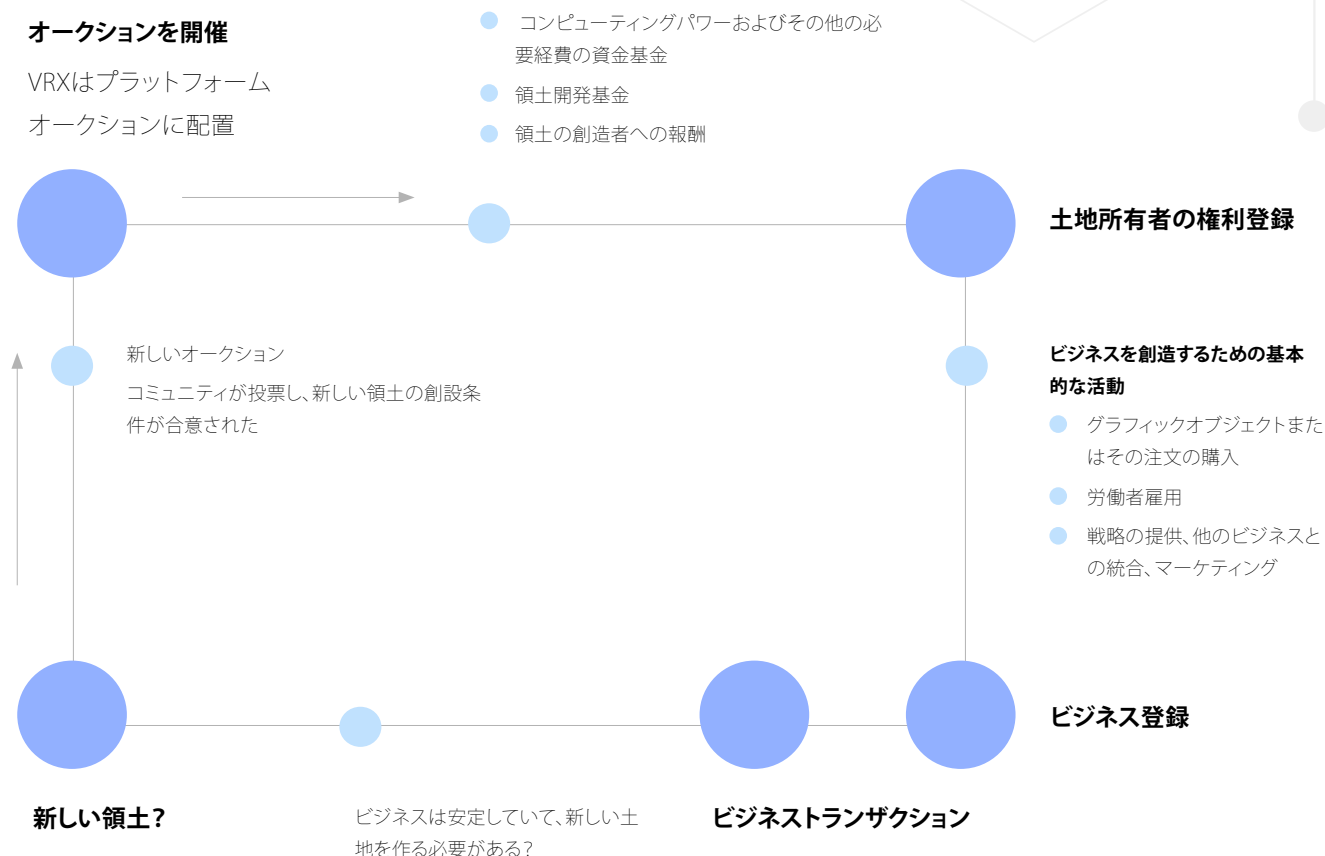 オークションを開催
VRXはプラットフォーム
オークションに配置
コンピューティングパワーおよびその他の必
要経費の資金基金
領土開発基金
領土の創造者への報酬
土地所有者の権利登録
新しいオークション
コミュニティが投票し、新しい領土の創設条
件が合意された
ビジネスを創造するための基本
的な活動
グラフィックオブジェクトまた
はその注文の購入
労働者雇用
戦略の提供、他のビジネスと
の統合、マーケティング
ビジネス登録
新しい領土？
ビジネスは安定していて、新しい土
地を作る必要がある？
ビジネストランザクション